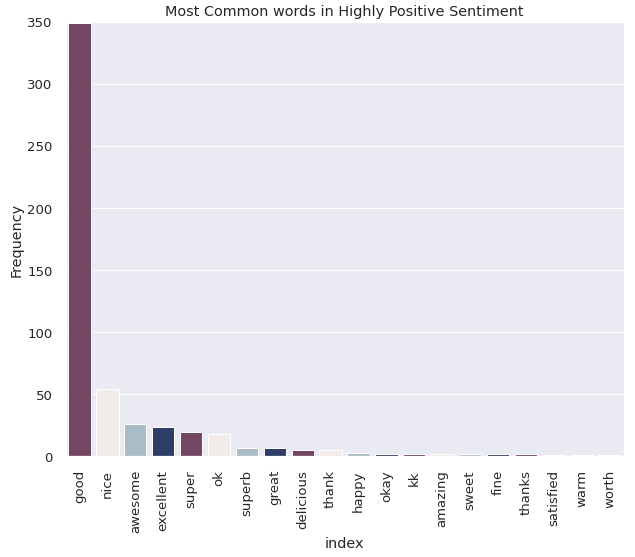 Most Common words in Highly Positive Sentiment
350
300
250
200
150
100
50
0
Frequency
good
nice
awesome
excellent
super
ok
superb
great
delicious
thank
happy
okay
kk
amazing
sweet
fine
thanks
satisfied
warm
worth
index